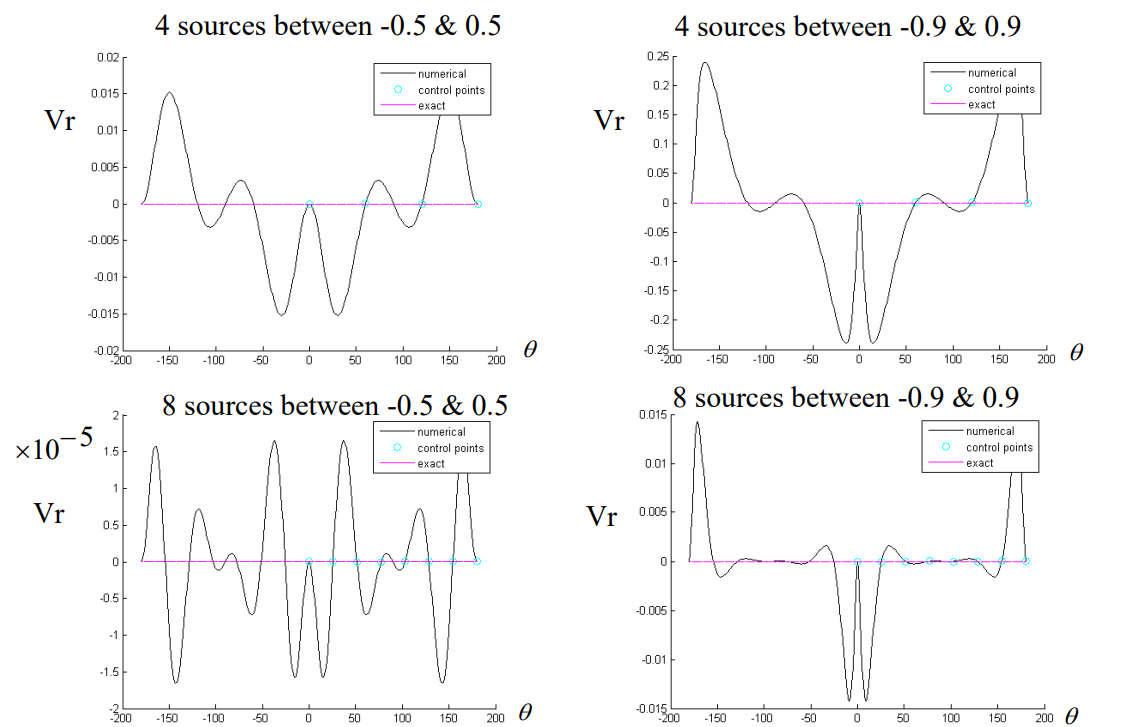 4 sources between -0.5 & 0.5
Vr
0.02
0.015
0.01
0.005
0
-0.005
-0.01
-0.015
-0.02
-200 -150 -100 -50 0 50 100 150 200
θ
numerical
control points
exact
4 sources between -0.9 & 0.9
Vr
0.25
0.2
0.15
0.1
0.05
0
-0.05
-0.1
-0.15
-0.2
-0.25
-200 -150 -100 -50 0 50 100 150 200
θ
numerical
control points
exact
8 sources between -0.5 & 0.5
×10−5
Vr
2
1.5
1
0.5
0
-0.5
-1
-1.5
-2
-200 -150 -100 -50 0 50 100 150 200
θ
numerical
control points
exact
8 sources between -0.9 & 0.9
Vr
0.015
0.01
0.005
0
-0.005
-0.01
-0.015
-200 -150 -100 -50 0 50 100 150 200
θ
numerical
control points
exact